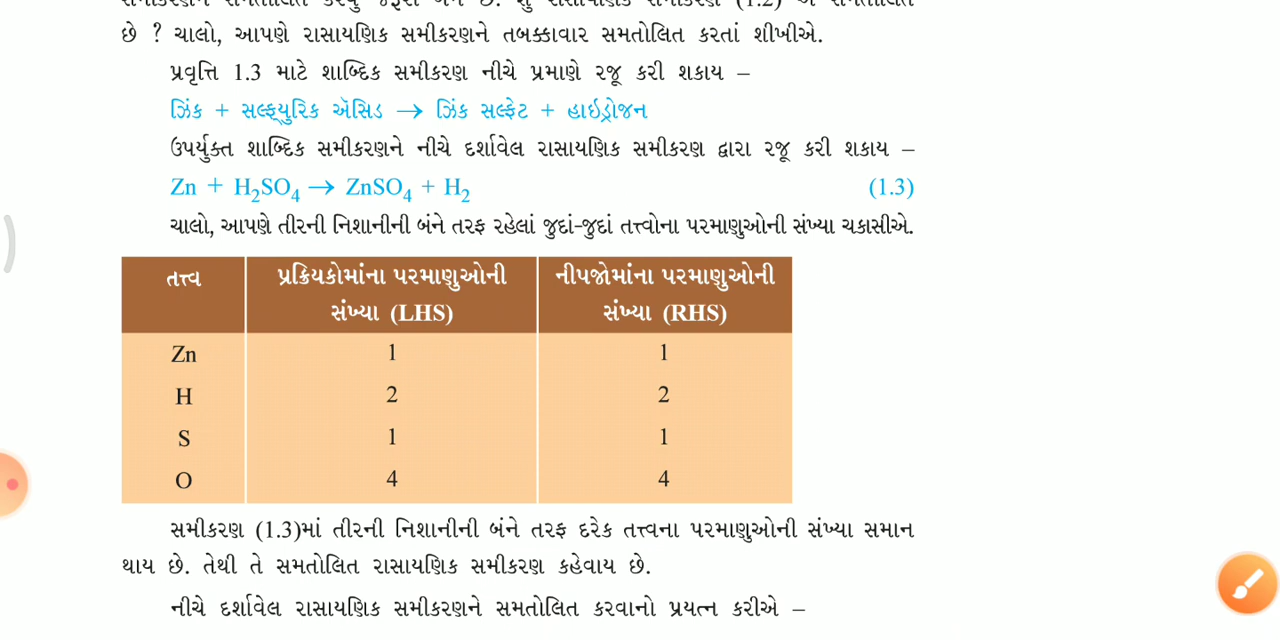 છે ? ચાલો, આપણે રાસાયણિક સમીકરણને તબક્કાવાર સમતોલિત કરતાં શીખીએ.
પ્રવૃત્તિ 1.3 માટે શાબ્દિક સમીકરણ નીચે પ્રમાણે રજૂ કરી શકાય –
ઝિંક + સલ્ફ્યુરિક ઍસિડ → ઝિંક સલ્ફેટ + હાઇડ્રોજન
ઉપર્યુક્ત શાબ્દિક સમીકરણને નીચે દર્શાવેલ રાસાયણિક સમીકરણ દ્વારા રજૂ કરી શકાય –
Zn + H₂SO₄ → ZnSO₄ + H₂ (1.3)
ચાલો, આપણે તીરની નિશાનીની બંને તરફ રહેલાં જુદાં-જુદાં તત્ત્વોના પરમાણુઓની સંખ્યા ચકાસીએ.
તત્ત્વ પ્રક્રિયકોમાંના પરમાણુઓની નીપજોમાંના પરમાણુઓની
સંખ્યા (LHS) સંખ્યા (RHS)
Zn 1 1
H 2 2
S 1 1
O 4 4
સમીકરણ (1.3)માં તીરની નિશાનીની બંને તરફ દરેક તત્ત્વના પરમાણુઓની સંખ્યા સમાન
થાય છે. તેથી તે સમતોલિત રાસાયણિક સમીકરણ કહેવાય છે.
નીચે દર્શાવેલ રાસાયણિક સમીકરણને સમતોલિત કરવાનો પ્રયત્ન કરીએ –